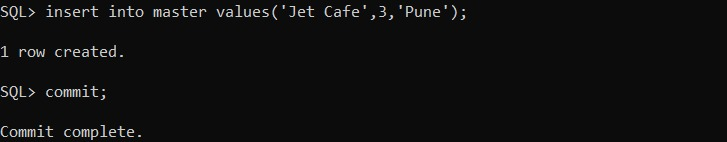 SQL> insert into master values('Jet Cafe',3,'Pune');
1 row created.
SQL> commit;
Commit complete.